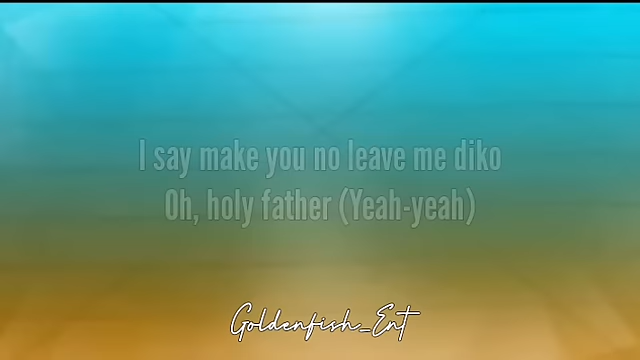 I say make you no leave me diko
Oh, holy father (Yeah-yeah)
Goldenfish_Ent